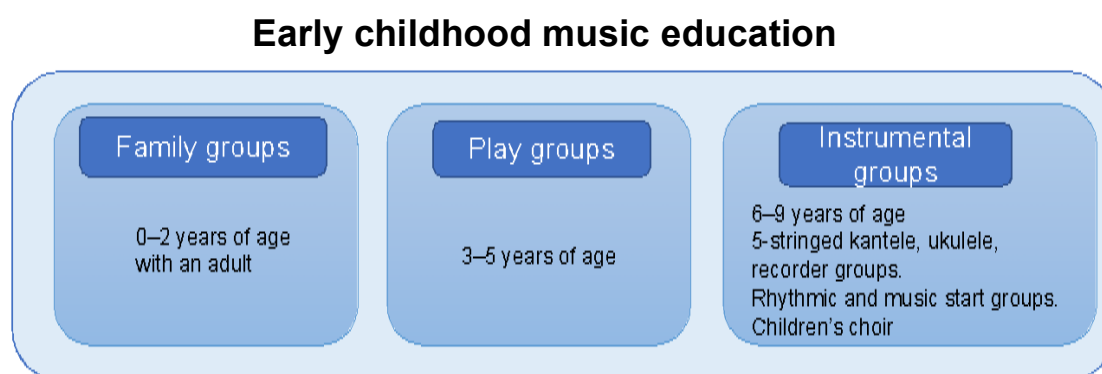 Early childhood music education
Family groups
0–2 years of age
with an adult
Play groups
3–5 years of age
Instrumental
groups
6–9 years of age
5-stringed kantele, ukulele,
recorder groups.
Rhythmic and music start groups.
Children's choir